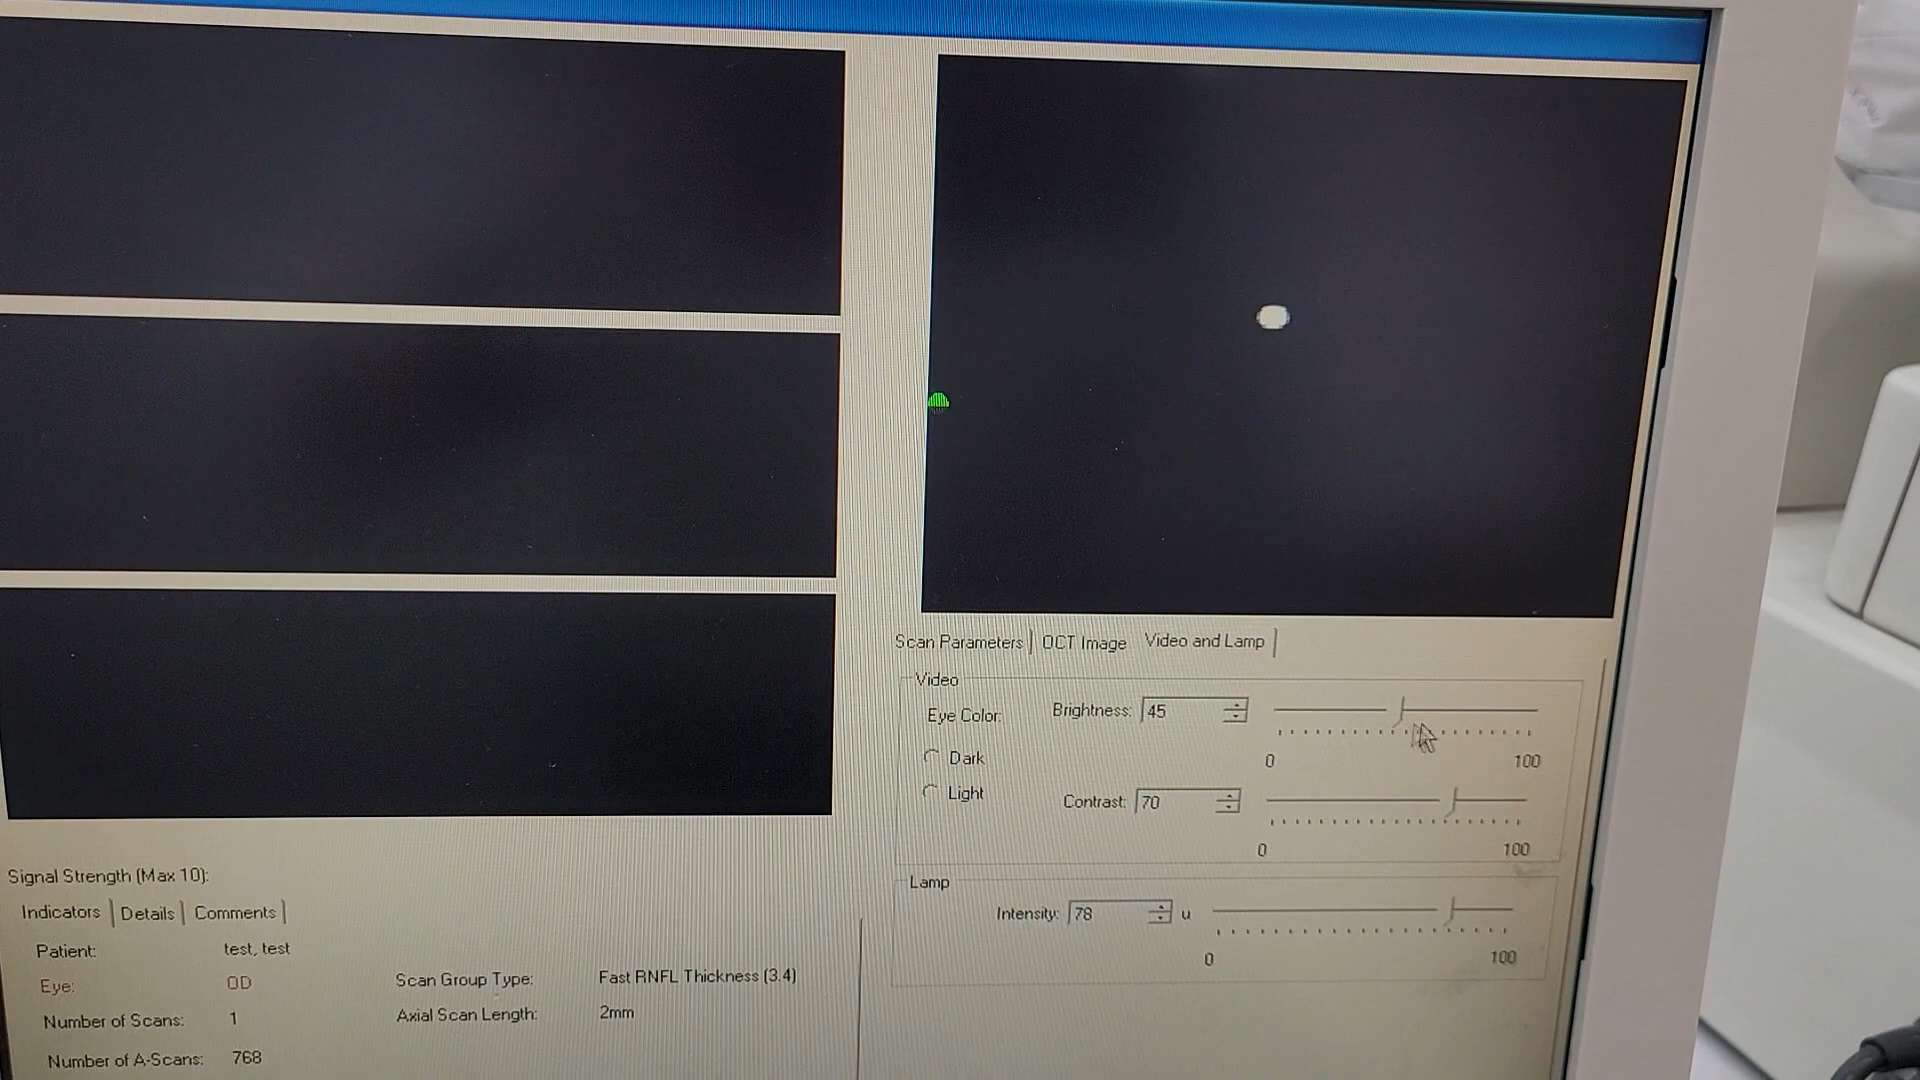 Scan Parameters OCT Image Video and Lamp
Video
Eye Color: Brightness: 45
Dark
0 100
Light Contrast: 70
0 100
Lamp
Intensity: 78 u
0 100
Signal Strength (Max 10):
Indicators Details Comments
Patient: test, test
Eye: OD Scan Group Type: Fast RNFL Thickness (3.4)
Number of Scans: 1 Axial Scan Length: 2mm
Number of A-Scans: 768